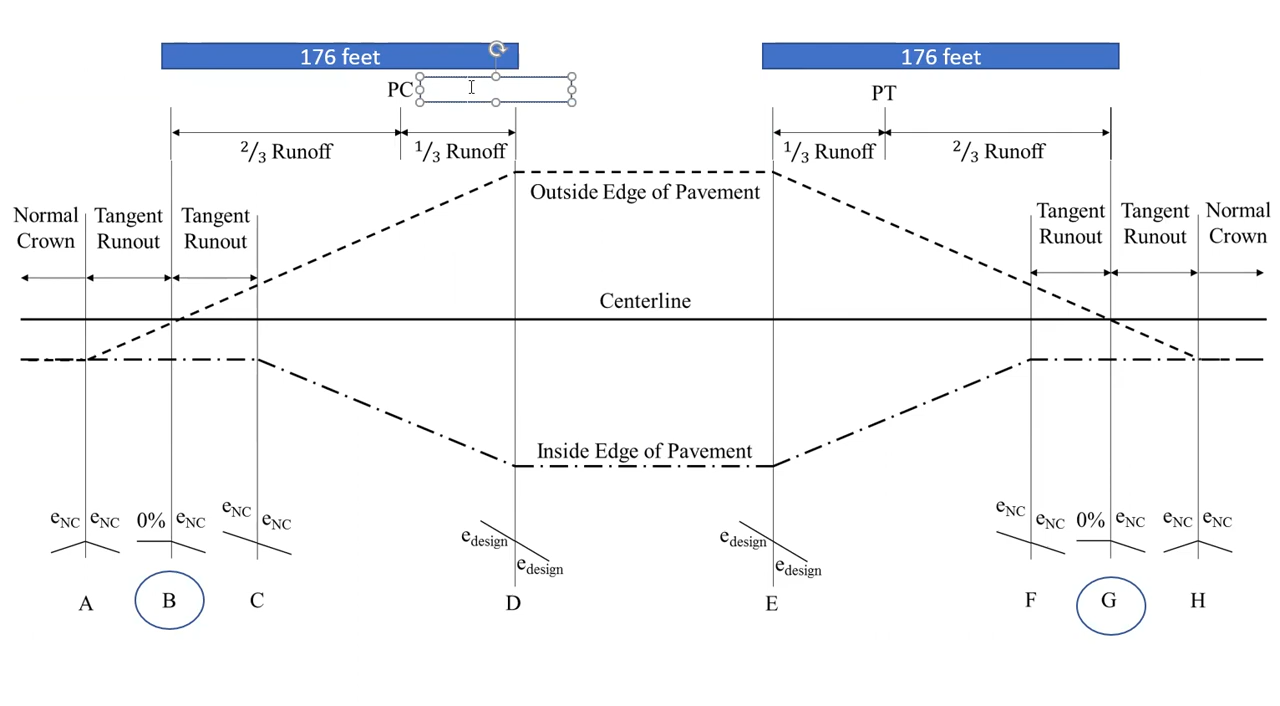 176 feet
176 feet
PC
PT
2/3 Runoff
1/3 Runoff
1/3 Runoff
2/3 Runoff
Outside Edge of Pavement
Normal
Crown
Tangent
Runout
Tangent
Runout
Tangent
Runout
Tangent
Runout
Normal
Crown
Centerline
Inside Edge of Pavement
eNC eNC
0% eNC
eNC
eNC
edesign
edesign
edesign
edesign
eNC
eNC
0% eNC
eNC eNC
A
B
C
D
E
F
G
H